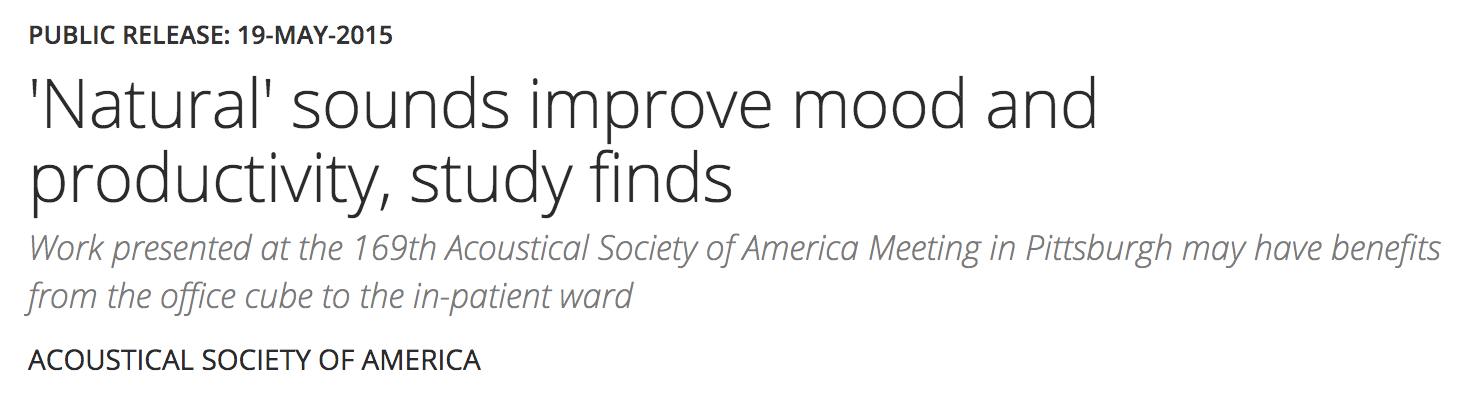 PUBLIC RELEASE: 19-MAY-2015
'Natural' sounds improve mood and
productivity, study finds
Work presented at the 169th Acoustical Society of America Meeting in Pittsburgh may have benefits
from the office cube to the in-patient ward
ACOUSTICAL SOCIETY OF AMERICA